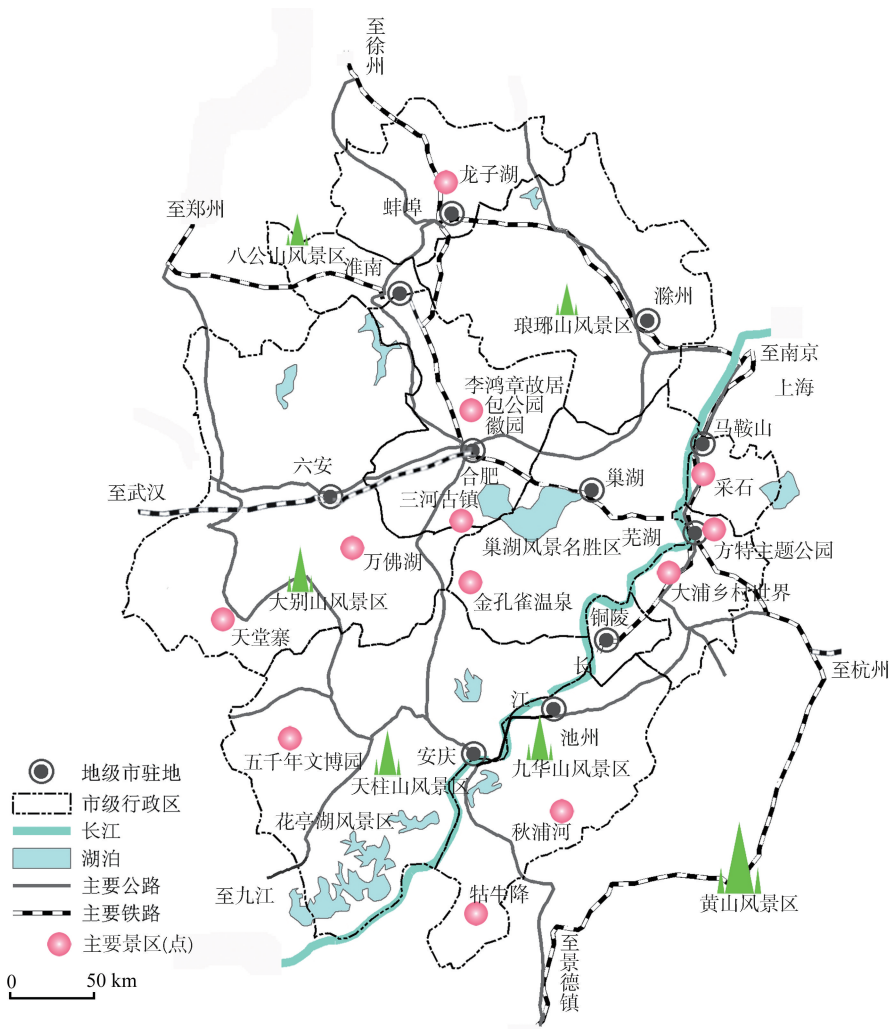 至徐州
龙子湖
蚌埠
至郑州
八公山风景区
淮南
滁州
琅琊山风景区
至南京
上海
李鸿章故居
包公园
徽园
马鞍山
六安
合肥
巢湖
采石
至武汉
三河古镇
芜湖
巢湖风景名胜区
方特主题公园
万佛湖
大别山风景区
金孔雀温泉
大浦乡村世界
天堂寨
铜陵
长
江
至杭州
池州
安庆
五千年文博园
天柱山风景区
九华山风景区
花亭湖风景区
秋浦河
至九江
牯牛降
黄山风景区
至景德镇
地级市驻地
市级行政区
长江
湖泊
主要公路
主要铁路
主要景区(点)
0 50 km